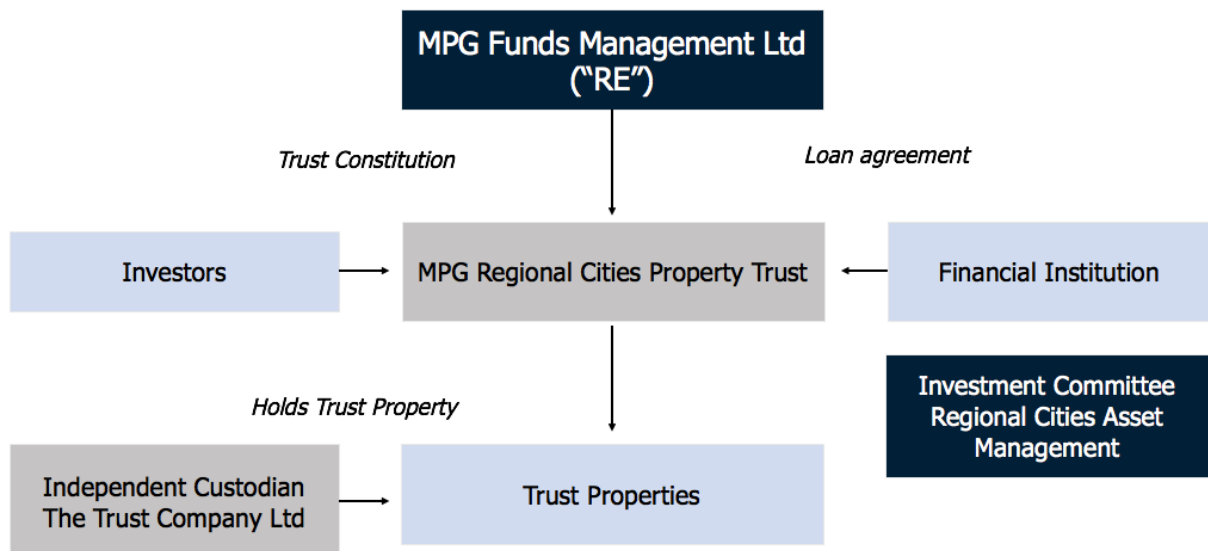 MPG Funds Management Ltd
(“RE”)
Trust Constitution
Loan agreement
Investors
MPG Regional Cities Property Trust
Financial Institution
Investment Committee
Regional Cities Asset
Management
Holds Trust Property
Independent Custodian
The Trust Company Ltd
Trust Properties